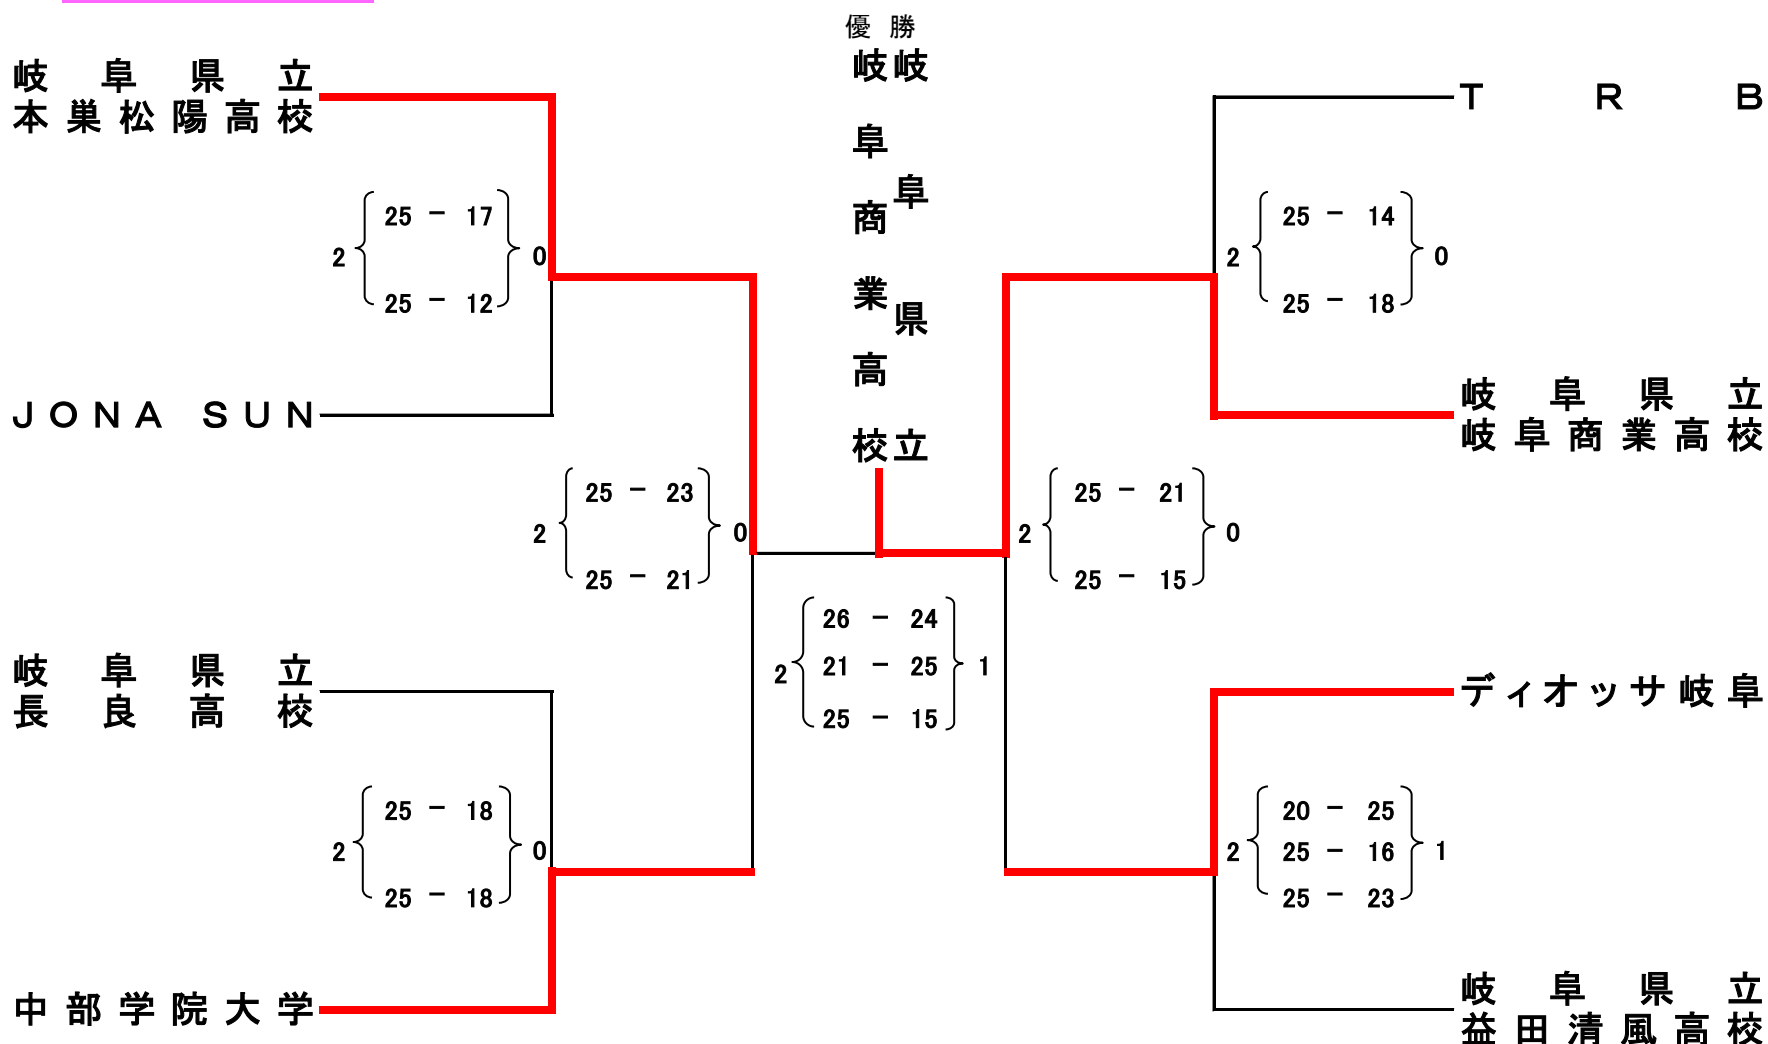 優 勝
岐阜県立
岐阜商業高校
岐阜県立
本巣松陽高校
25 − 17
2 0
25 − 12
JONA SUN
25 − 23
2 0
25 − 21
岐阜県立
長良高校
25 − 18
2 0
25 − 18
中部学院大学
26 − 24
21 − 25
2 1
25 − 15
TRB
25 − 14
2 0
25 − 18
岐阜県立
岐阜商業高校
25 − 21
2 0
25 − 15
ディオッサ岐阜
20 − 25
25 − 16
2 1
25 − 23
岐阜県立
益田清風高校